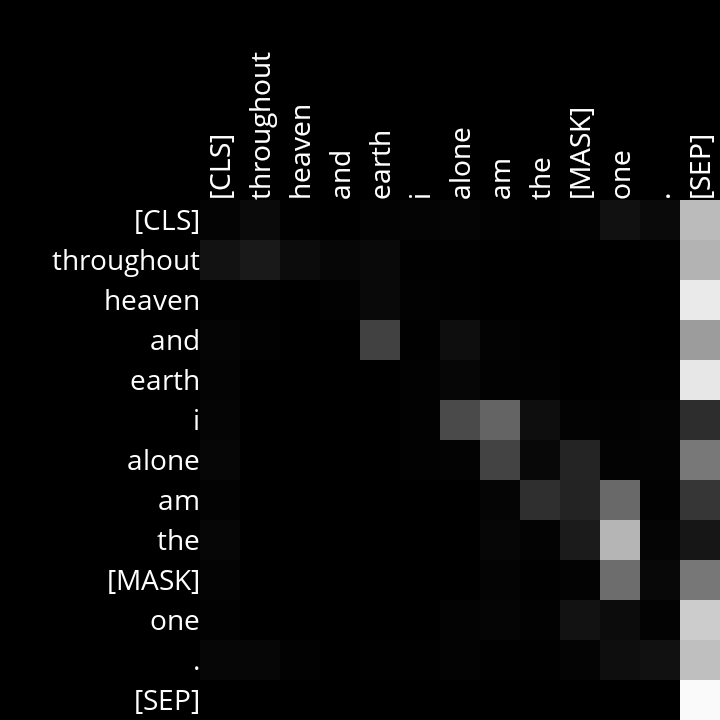 [CLS] throughout heaven and earth i alone am the [MASK] one . [SEP]
[CLS]
throughout
heaven
and
earth
i
alone
am
the
[MASK]
one
.
[SEP]